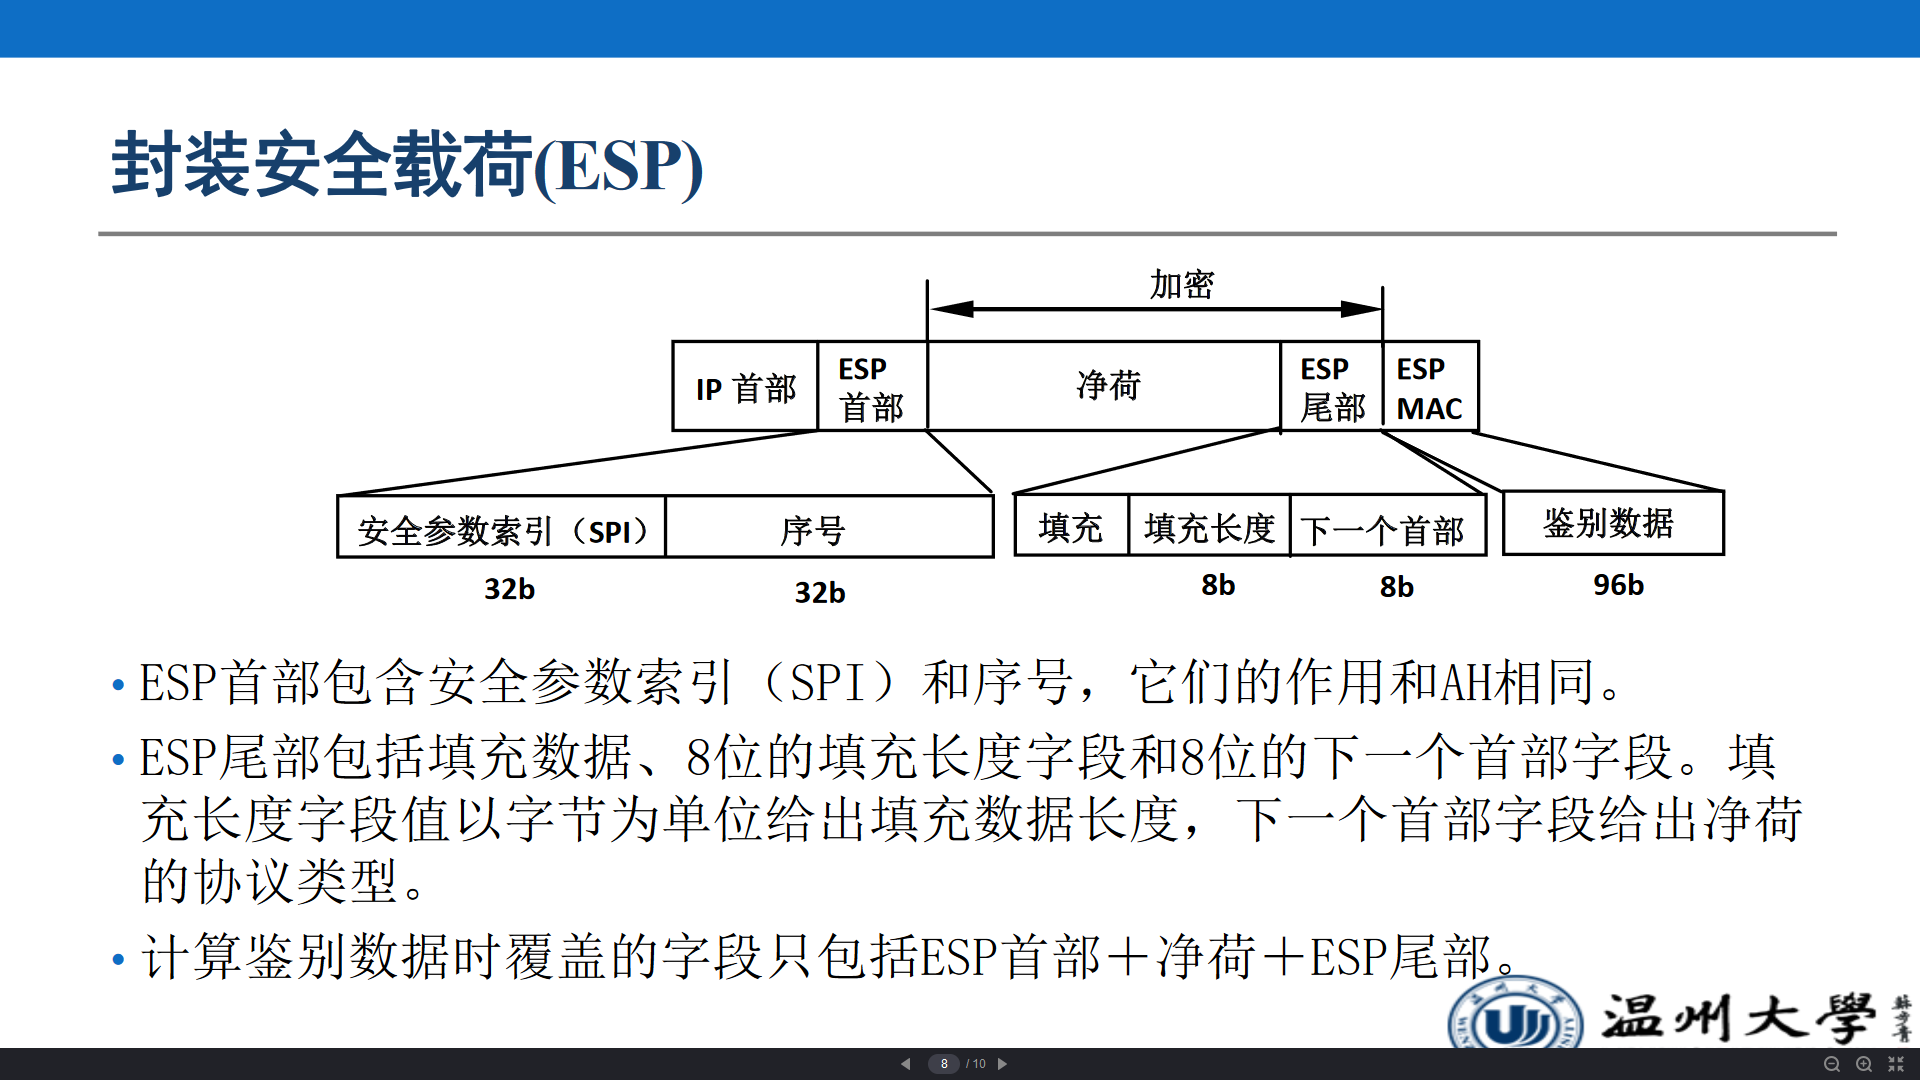 封装安全载荷(ESP)
加密
IP 首部
ESP
首部
净荷
ESP
尾部
ESP
MAC
安全参数索引（SPI）
序号
填充
填充长度
下一个首部
鉴别数据
32b
32b
8b
8b
96b
• ESP首部包含安全参数索引（SPI）和序号，它们的作用和AH相同。
• ESP尾部包括填充数据、8位的填充长度字段和8位的下一个首部字段。填
充长度字段值以字节为单位给出填充数据长度，下一个首部字段给出净荷
的协议类型。
• 计算鉴别数据时覆盖的字段只包括ESP首部＋净荷＋ESP尾部。
温州大學
8 / 10